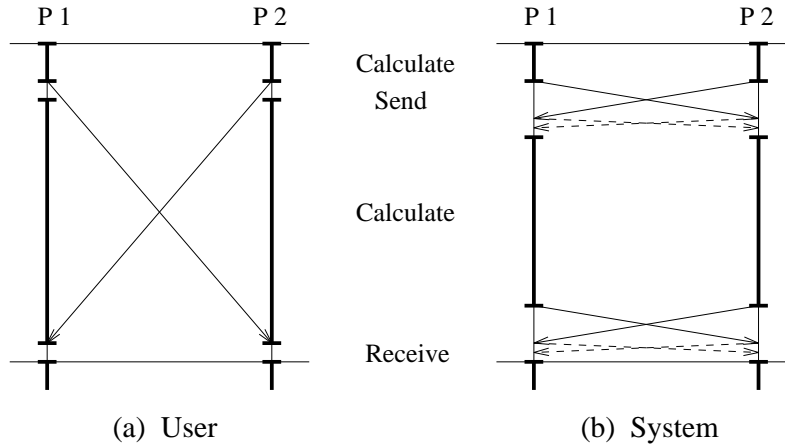 P 1 P 2 P 1 P 2
Calculate
Send
Calculate
Receive
(a) User (b) System